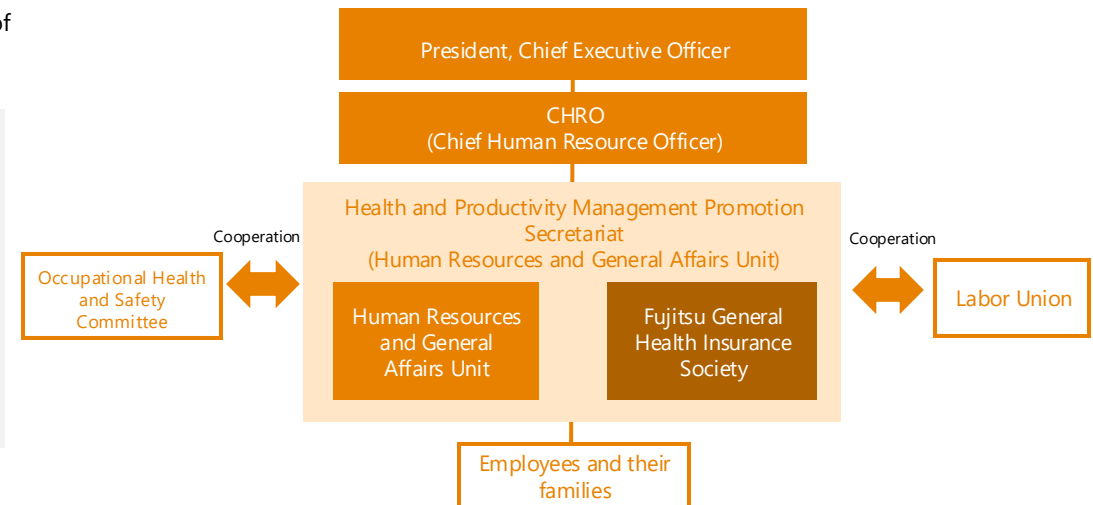 of
President, Chief Executive Officer
CHRO
(Chief Human Resource Officer)
Health and Productivity Management Promotion
Secretariat
(Human Resources and General Affairs Unit)
Cooperation
Cooperation
Occupational Health
and Safety
Committee
Human Resources
and General
Affairs Unit
Fujitsu General
Health Insurance
Society
Labor Union
Employees and their
families